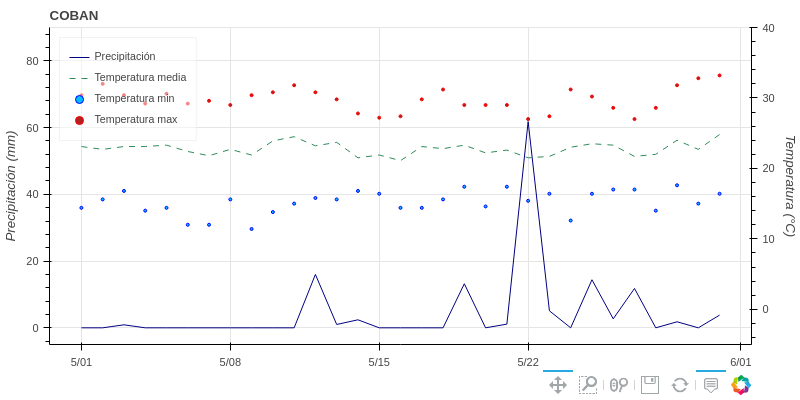 COBAN
Precipitación
Temperatura media
Temperatura min
Temperatura max
Precipitación (mm)
80
60
40
20
0
Temperatura (°C)
40
30
20
10
0
5/01
5/08
5/15
5/22
6/01